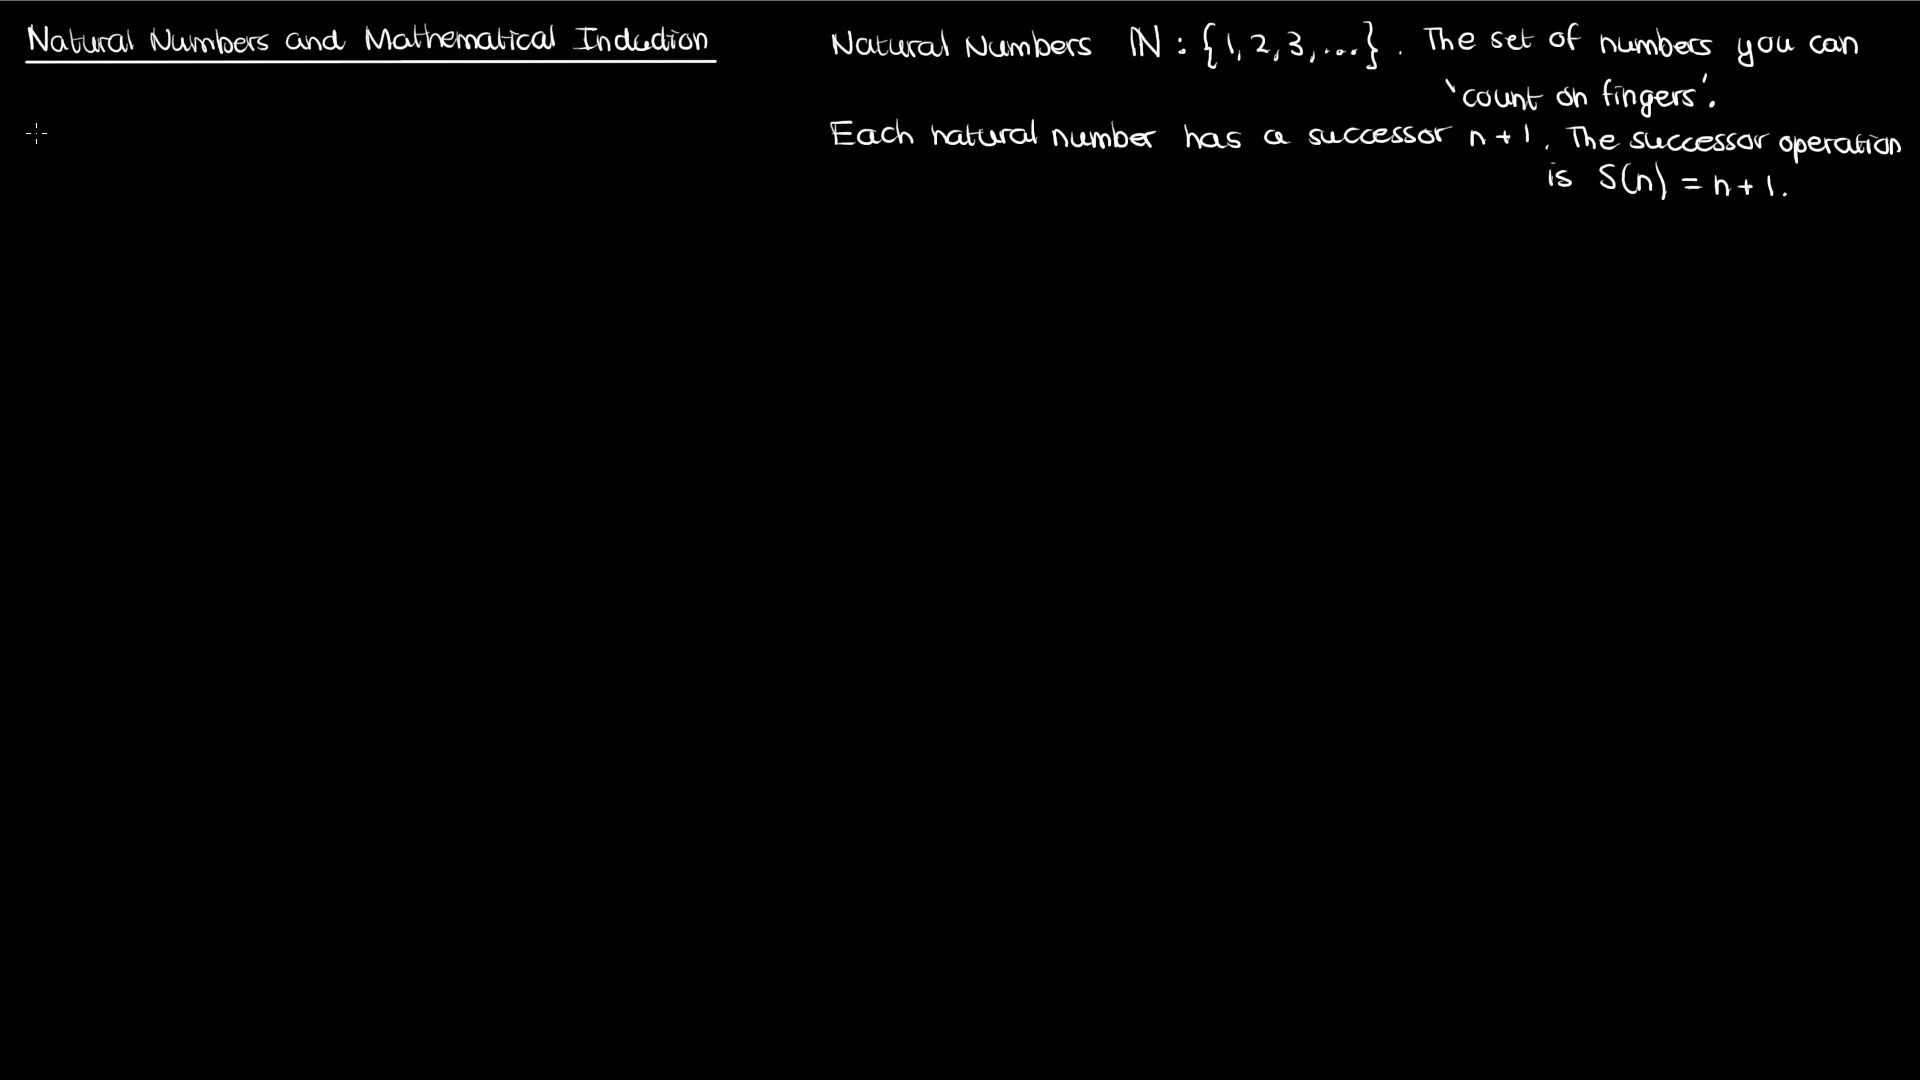 Natural Numbers and Mathematical Induction
Natural Numbers ℕ : {1, 2, 3, ...}. The set of numbers you can
'count on fingers'.
Each natural number has a successor n + 1. The successor operation
is S(n) = n + 1.